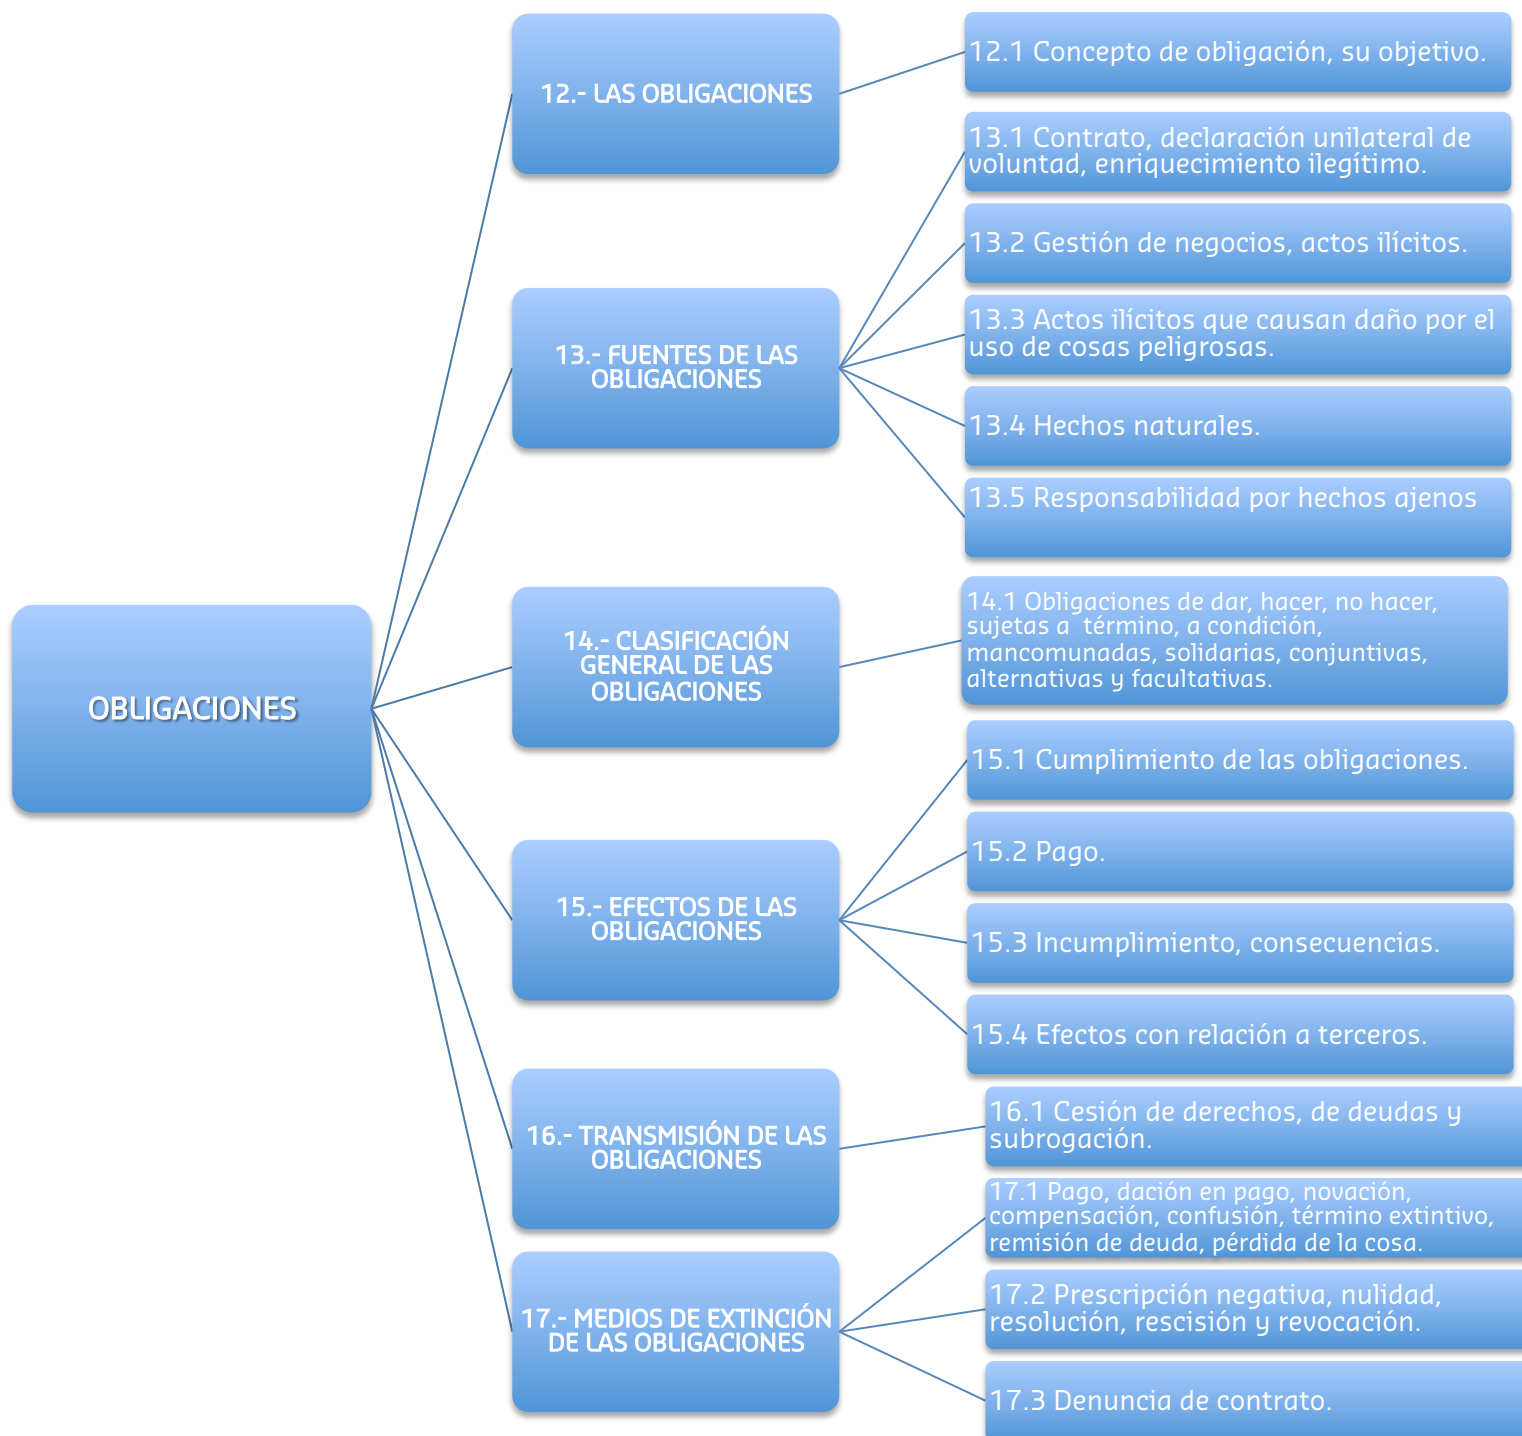 OBLIGACIONES
12.- LAS OBLIGACIONES
12.1 Concepto de obligación, su objetivo.
13.- FUENTES DE LAS
OBLIGACIONES
13.1 Contrato, declaración unilateral de
voluntad, enriquecimiento ilegítimo.
13.2 Gestión de negocios, actos ilícitos.
13.3 Actos ilícitos que causan daño por el
uso de cosas peligrosas.
13.4 Hechos naturales.
13.5 Responsabilidad por hechos ajenos
14.- CLASIFICACIÓN
GENERAL DE LAS
OBLIGACIONES
14.1 Obligaciones de dar, hacer, no hacer,
sujetas a  término, a condición,
mancomunadas, solidarias, conjuntivas,
alternativas y facultativas.
15.- EFECTOS DE LAS
OBLIGACIONES
15.1 Cumplimiento de las obligaciones.
15.2 Pago.
15.3 Incumplimiento, consecuencias.
15.4 Efectos con relación a terceros.
16.- TRANSMISIÓN DE LAS
OBLIGACIONES
16.1 Cesión de derechos, de deudas y
subrogación.
17.- MEDIOS DE EXTINCIÓN
DE LAS OBLIGACIONES
17.1 Pago, dación en pago, novación,
compensación, confusión, término extintivo,
remisión de deuda, pérdida de la cosa.
17.2 Prescripción negativa, nulidad,
resolución, rescisión y revocación.
17.3 Denuncia de contrato.